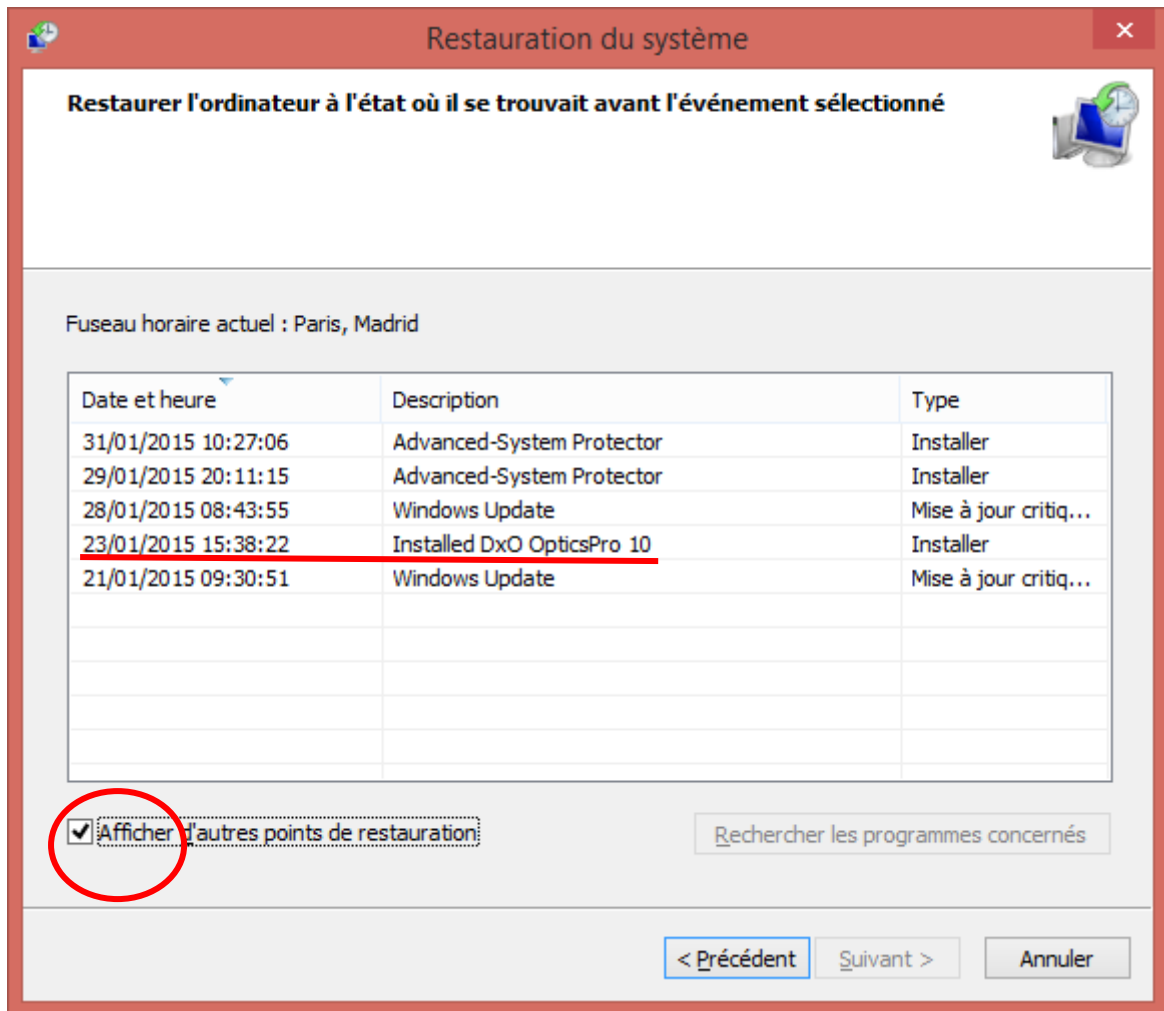 Restauration du système
Restaurer l'ordinateur à l'état où il se trouvait avant l'événement sélectionné
Fuseau horaire actuel : Paris, Madrid
Date et heure Description Type
31/01/2015 10:27:06 Advanced-System Protector Installer
29/01/2015 20:11:15 Advanced-System Protector Installer
28/01/2015 08:43:55 Windows Update Mise à jour critiq...
23/01/2015 15:38:22 Installed DxO OpticsPro 10 Installer
21/01/2015 09:30:51 Windows Update Mise à jour critiq...
Afficher d'autres points de restauration Rechercher les programmes concernés
< Précédent Suivant > Annuler